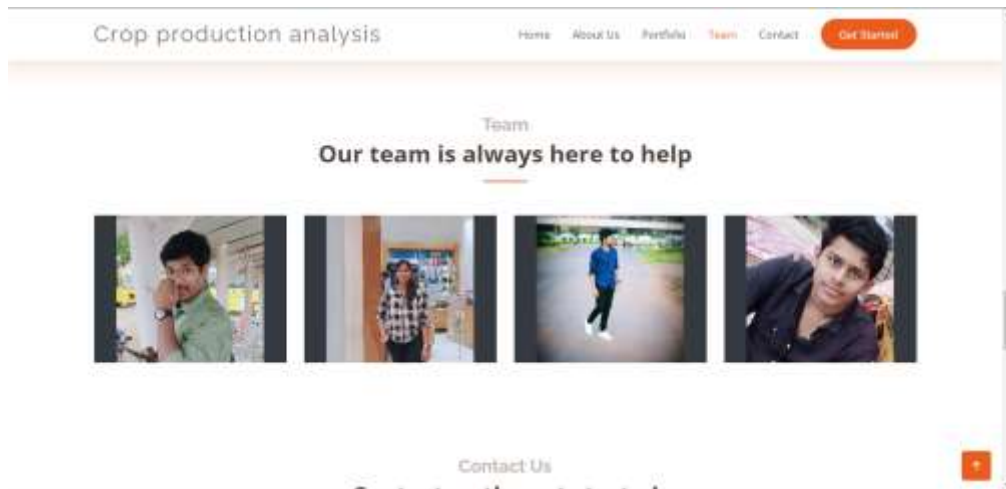 Crop production analysis
Home About Us Portfolio Team Contact Get Started
Team
Our team is always here to help
Contact Us